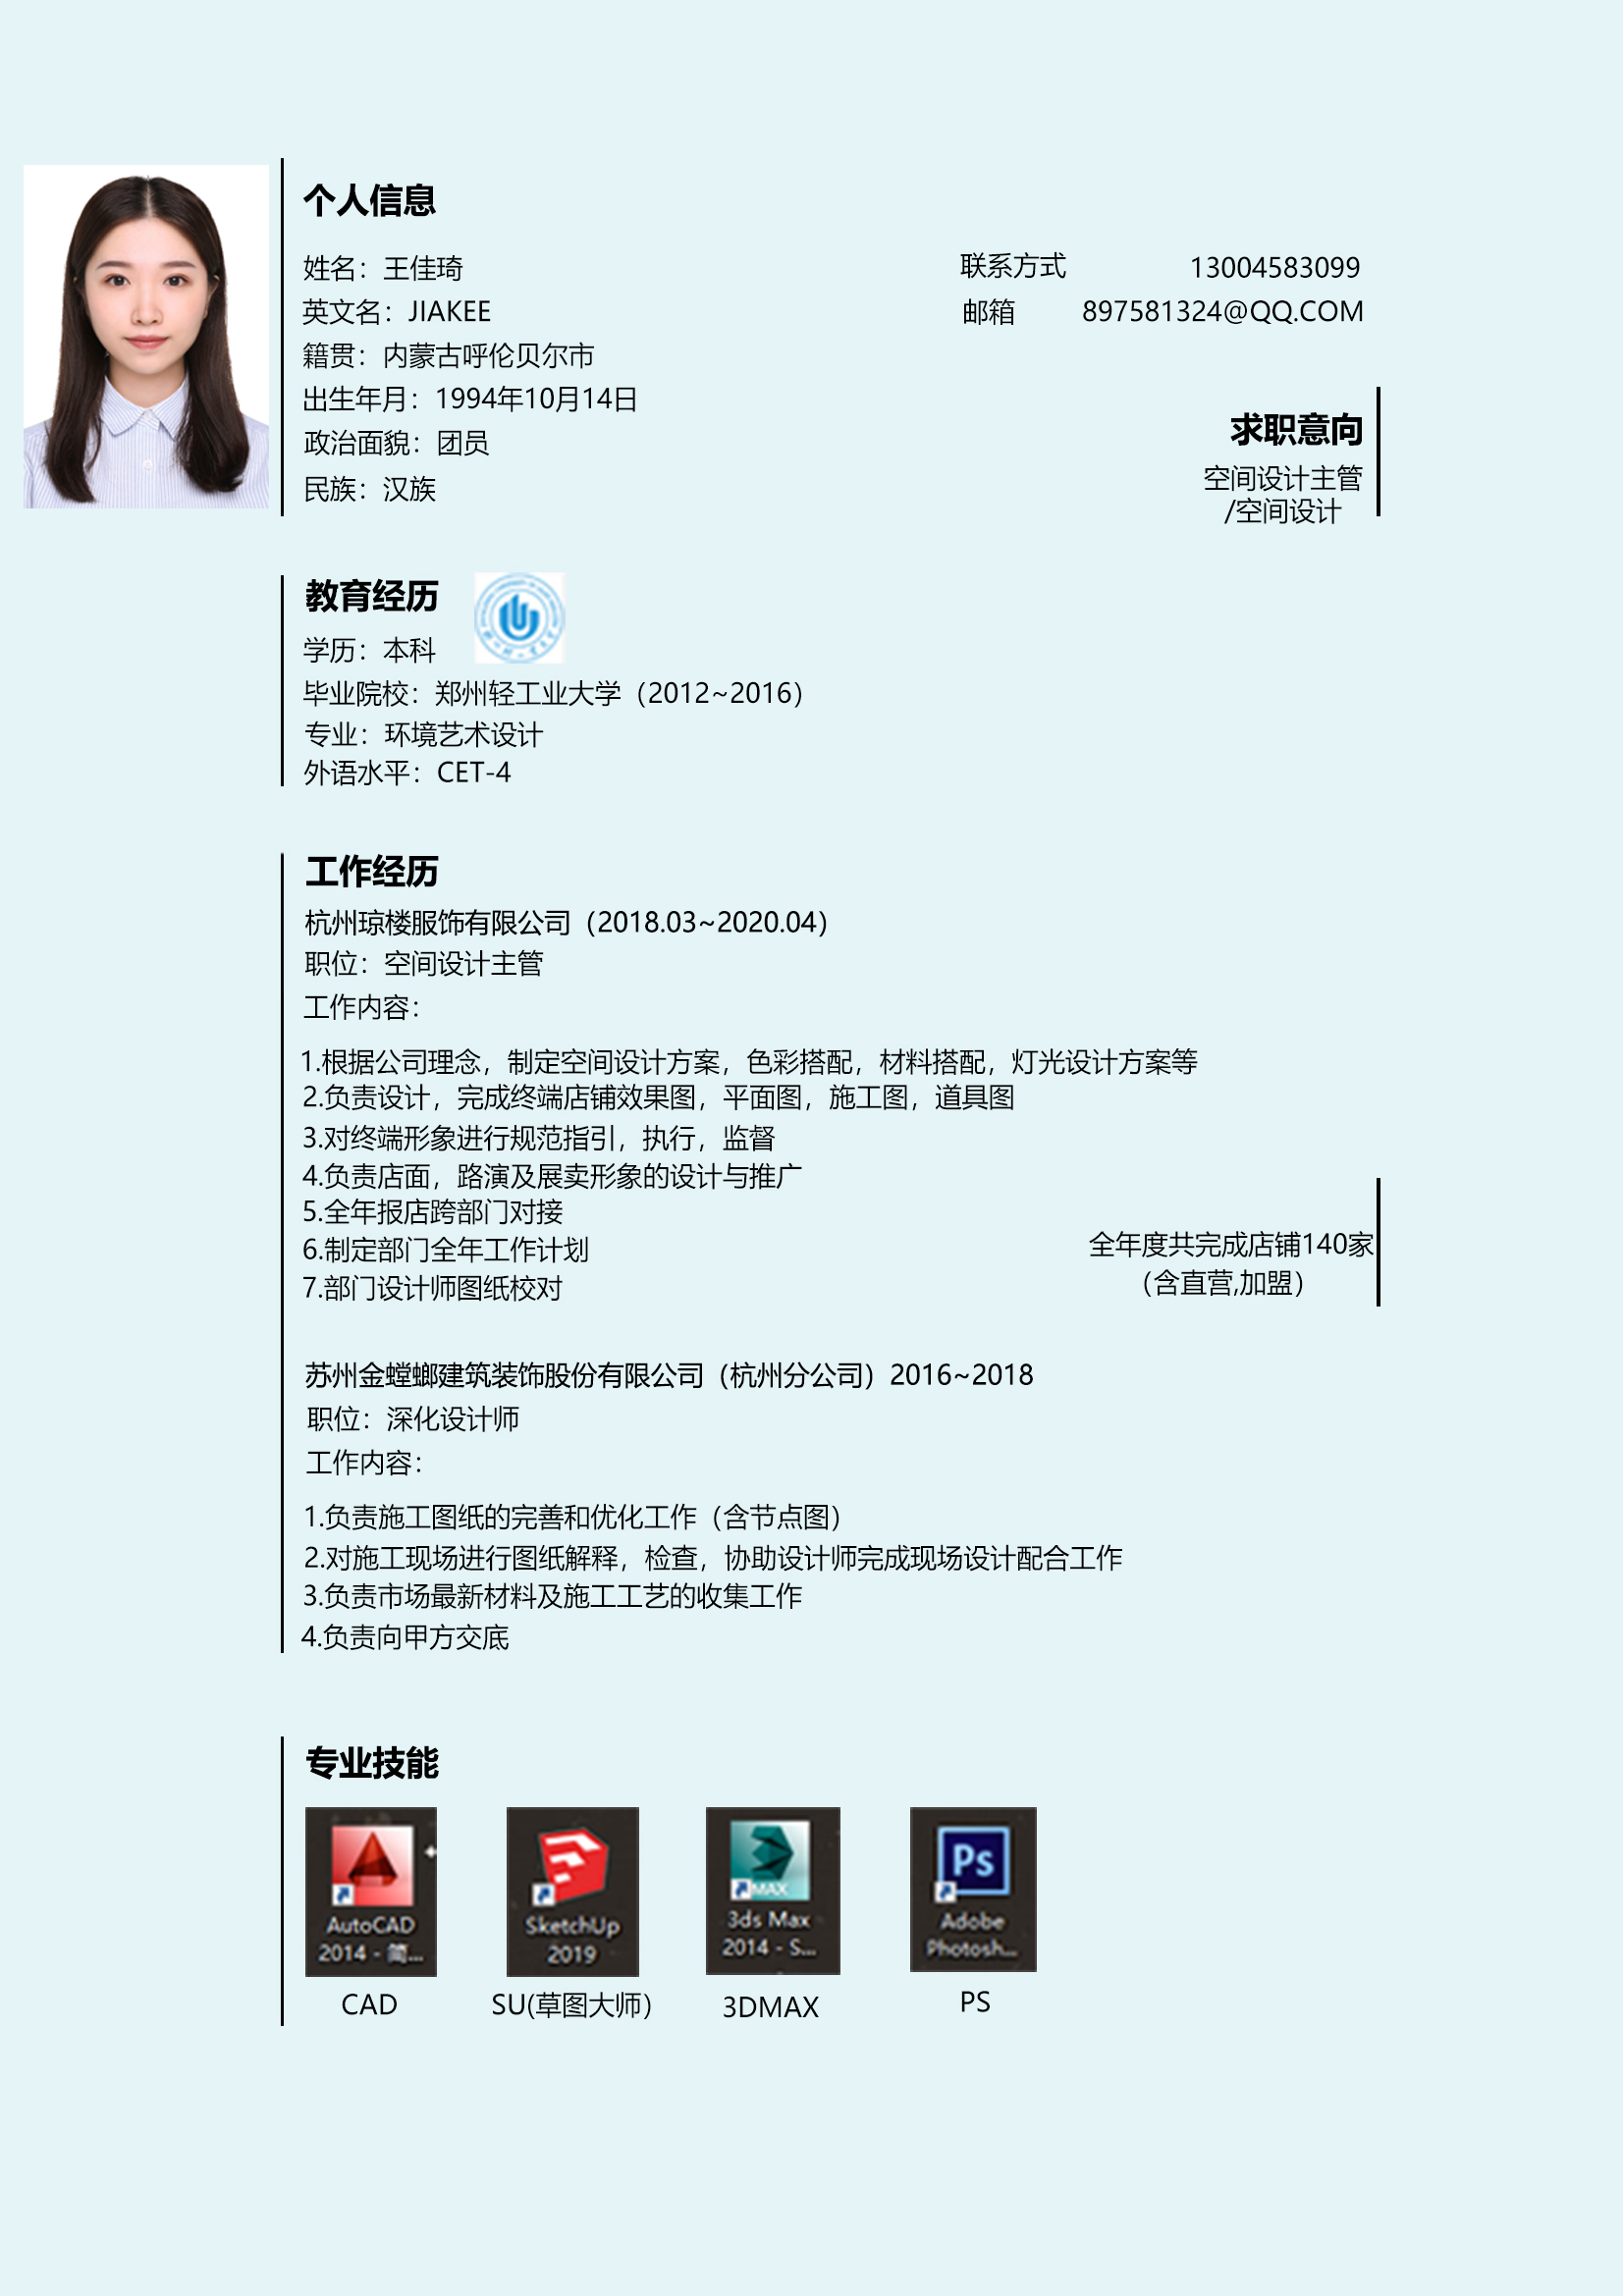 个人信息
姓名：王佳琦
英文名：JIAKEE
籍贯：内蒙古呼伦贝尔市
出生年月：1994年10月14日
政治面貌：团员
民族：汉族
联系方式 13004583099
邮箱 897581324@QQ.COM
求职意向
空间设计主管
/空间设计
教育经历
学历：本科
毕业院校：郑州轻工业大学（2012~2016）
专业：环境艺术设计
外语水平：CET-4
工作经历
杭州琼楼服饰有限公司（2018.03~2020.04）
职位：空间设计主管
工作内容：
1.根据公司理念，制定空间设计方案，色彩搭配，材料搭配，灯光设计方案等
2.负责设计，完成终端店铺效果图，平面图，施工图，道具图
3.对终端形象进行规范指引，执行，监督
4.负责店面，路演及展卖形象的设计与推广
5.全年报店跨部门对接
6.制定部门全年工作计划
7.部门设计师图纸校对
全年度共完成店铺140家
（含直营,加盟）
苏州金螳螂建筑装饰股份有限公司（杭州分公司）2016~2018
职位：深化设计师
工作内容：
1.负责施工图纸的完善和优化工作（含节点图）
2.对施工现场进行图纸解释，检查，协助设计师完成现场设计配合工作
3.负责市场最新材料及施工工艺的收集工作
4.负责向甲方交底
专业技能
AutoCAD
2014 - 简...
CAD
SketchUp
2019
SU(草图大师）
MAX
3ds Max
2014 - S...
3DMAX
Ps
Adobe
Photosh...
PS